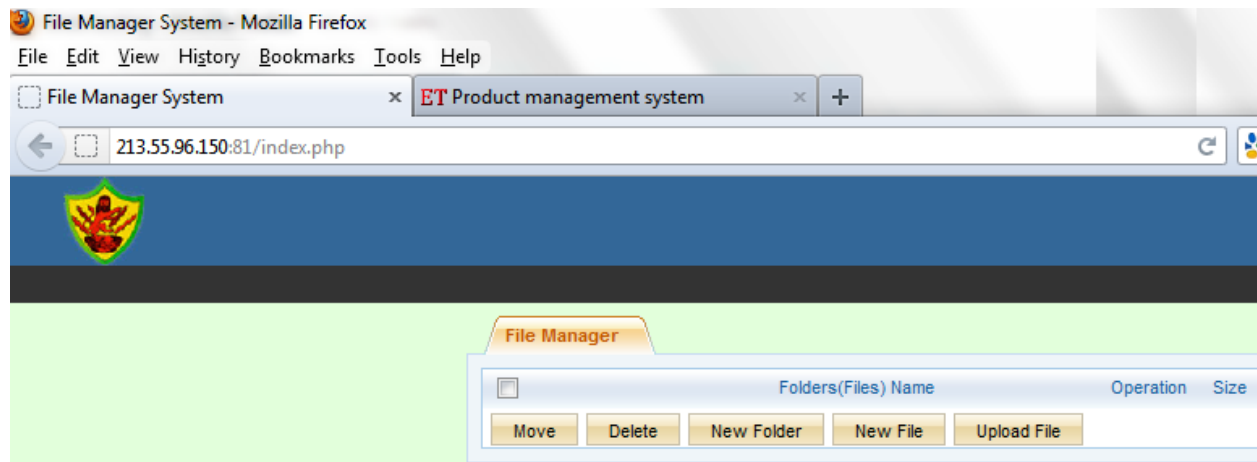 File Manager System - Mozilla Firefox
File Edit View History Bookmarks Tools Help
File Manager System × ET Product management system × +
213.55.96.150:81/index.php
File Manager
Folders(Files) Name Operation Size
Move Delete New Folder New File Upload File